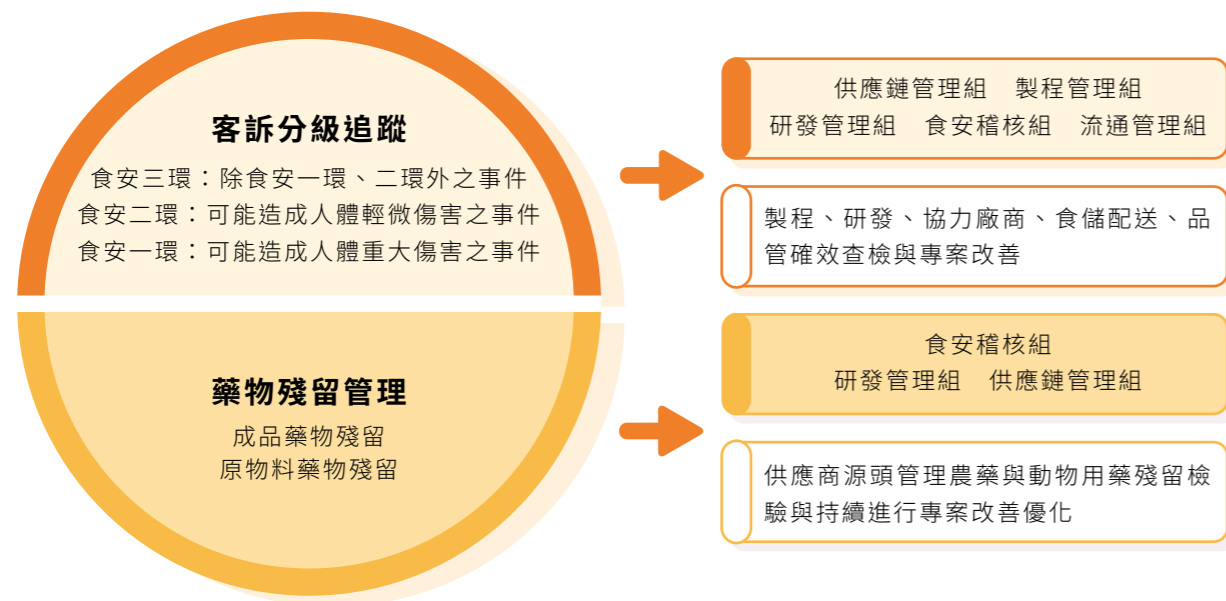 客訴分級追蹤
食安三環：除食安一環、二環外之事件
食安二環：可能造成人體輕微傷害之事件
食安一環：可能造成人體重大傷害之事件
供應鏈管理組　製程管理組
研發管理組　食安稽核組　流通管理組
製程、研發、協力廠商、食儲配送、品
管確效查檢與專案改善
藥物殘留管理
成品藥物殘留
原物料藥物殘留
食安稽核組
研發管理組　供應鏈管理組
供應商源頭管理農藥與動物用藥殘留檢
驗與持續進行專案改善優化